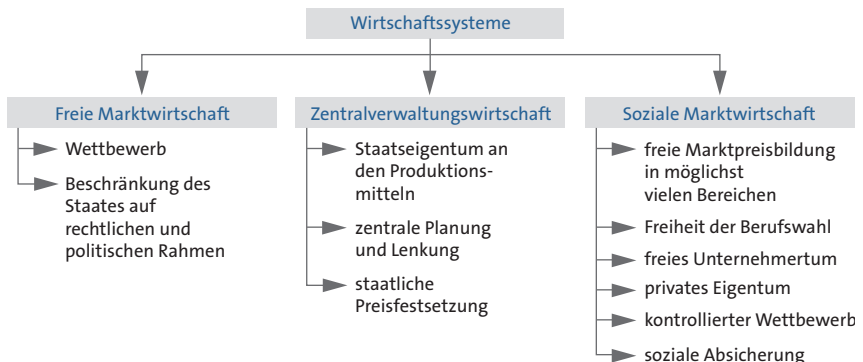 Wirtschaftssysteme
Freie Marktwirtschaft
Wettbewerb
Beschränkung des
Staates auf
rechtlichen und
politischen Rahmen
Zentralverwaltungswirtschaft
Staatseigentum an
den Produktions-
mitteln
zentrale Planung
und Lenkung
staatliche
Preisfestsetzung
Soziale Marktwirtschaft
freie Marktpreisbildung
in möglichst
vielen Bereichen
Freiheit der Berufswahl
freies Unternehmertum
privates Eigentum
kontrollierter Wettbewerb
soziale Absicherung